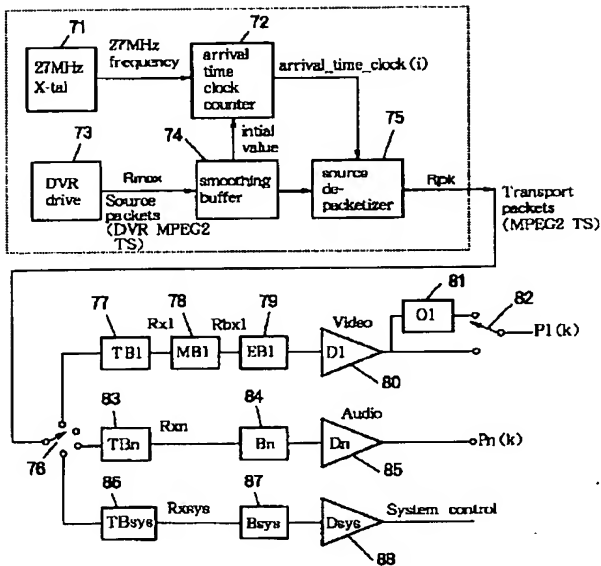 71
72
27MHz
X-tal
27MHz
frequency
arrival
time
clock
counter
arrival_time_clock(i)
73
74
75
intial
value
DVR
drive
Rmax
Source
packets
(DVR MPEG2
TS)
smoothing
buffer
source
de-
packetizer
Rpk
Transport
packets
(MPEG2 TS)
77
78
79
81
82
TB1
Rx1
MB1
Rbx1
EB1
Video
D1
O1
P1(k)
80
83
84
76
TBn
Rxn
Bn
Audio
Dn
Pn(k)
85
86
87
TBsys
Rxsys
Bsys
Dsys
System control
88